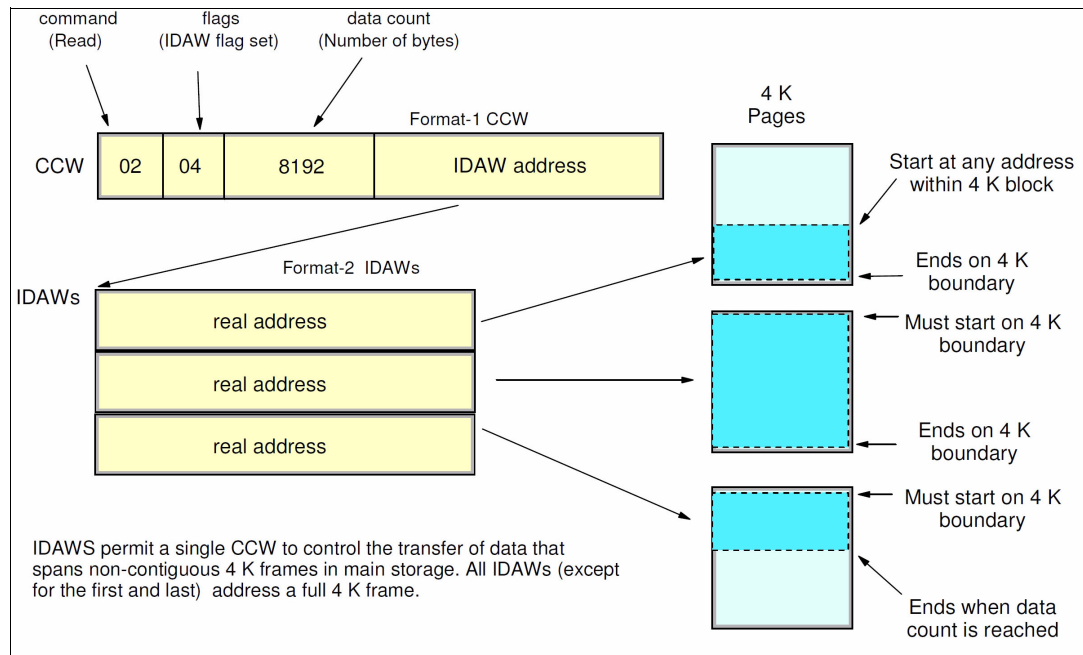 command
(Read)
flags
(IDAW flag set)
data count
(Number of bytes)
Format-1 CCW
CCW
02
04
8192
IDAW address
4 K
Pages
Start at any address
within 4 K block
Ends on 4 K
boundary
Format-2 IDAWs
IDAWs
real address
real address
real address
Must start on 4 K
boundary
Ends on 4 K
boundary
Must start on 4 K
boundary
Ends when data
count is reached
IDAWS permit a single CCW to control the transfer of data that
spans non-contiguous 4 K frames in main storage. All IDAWs (except
for the first and last) address a full 4 K frame.